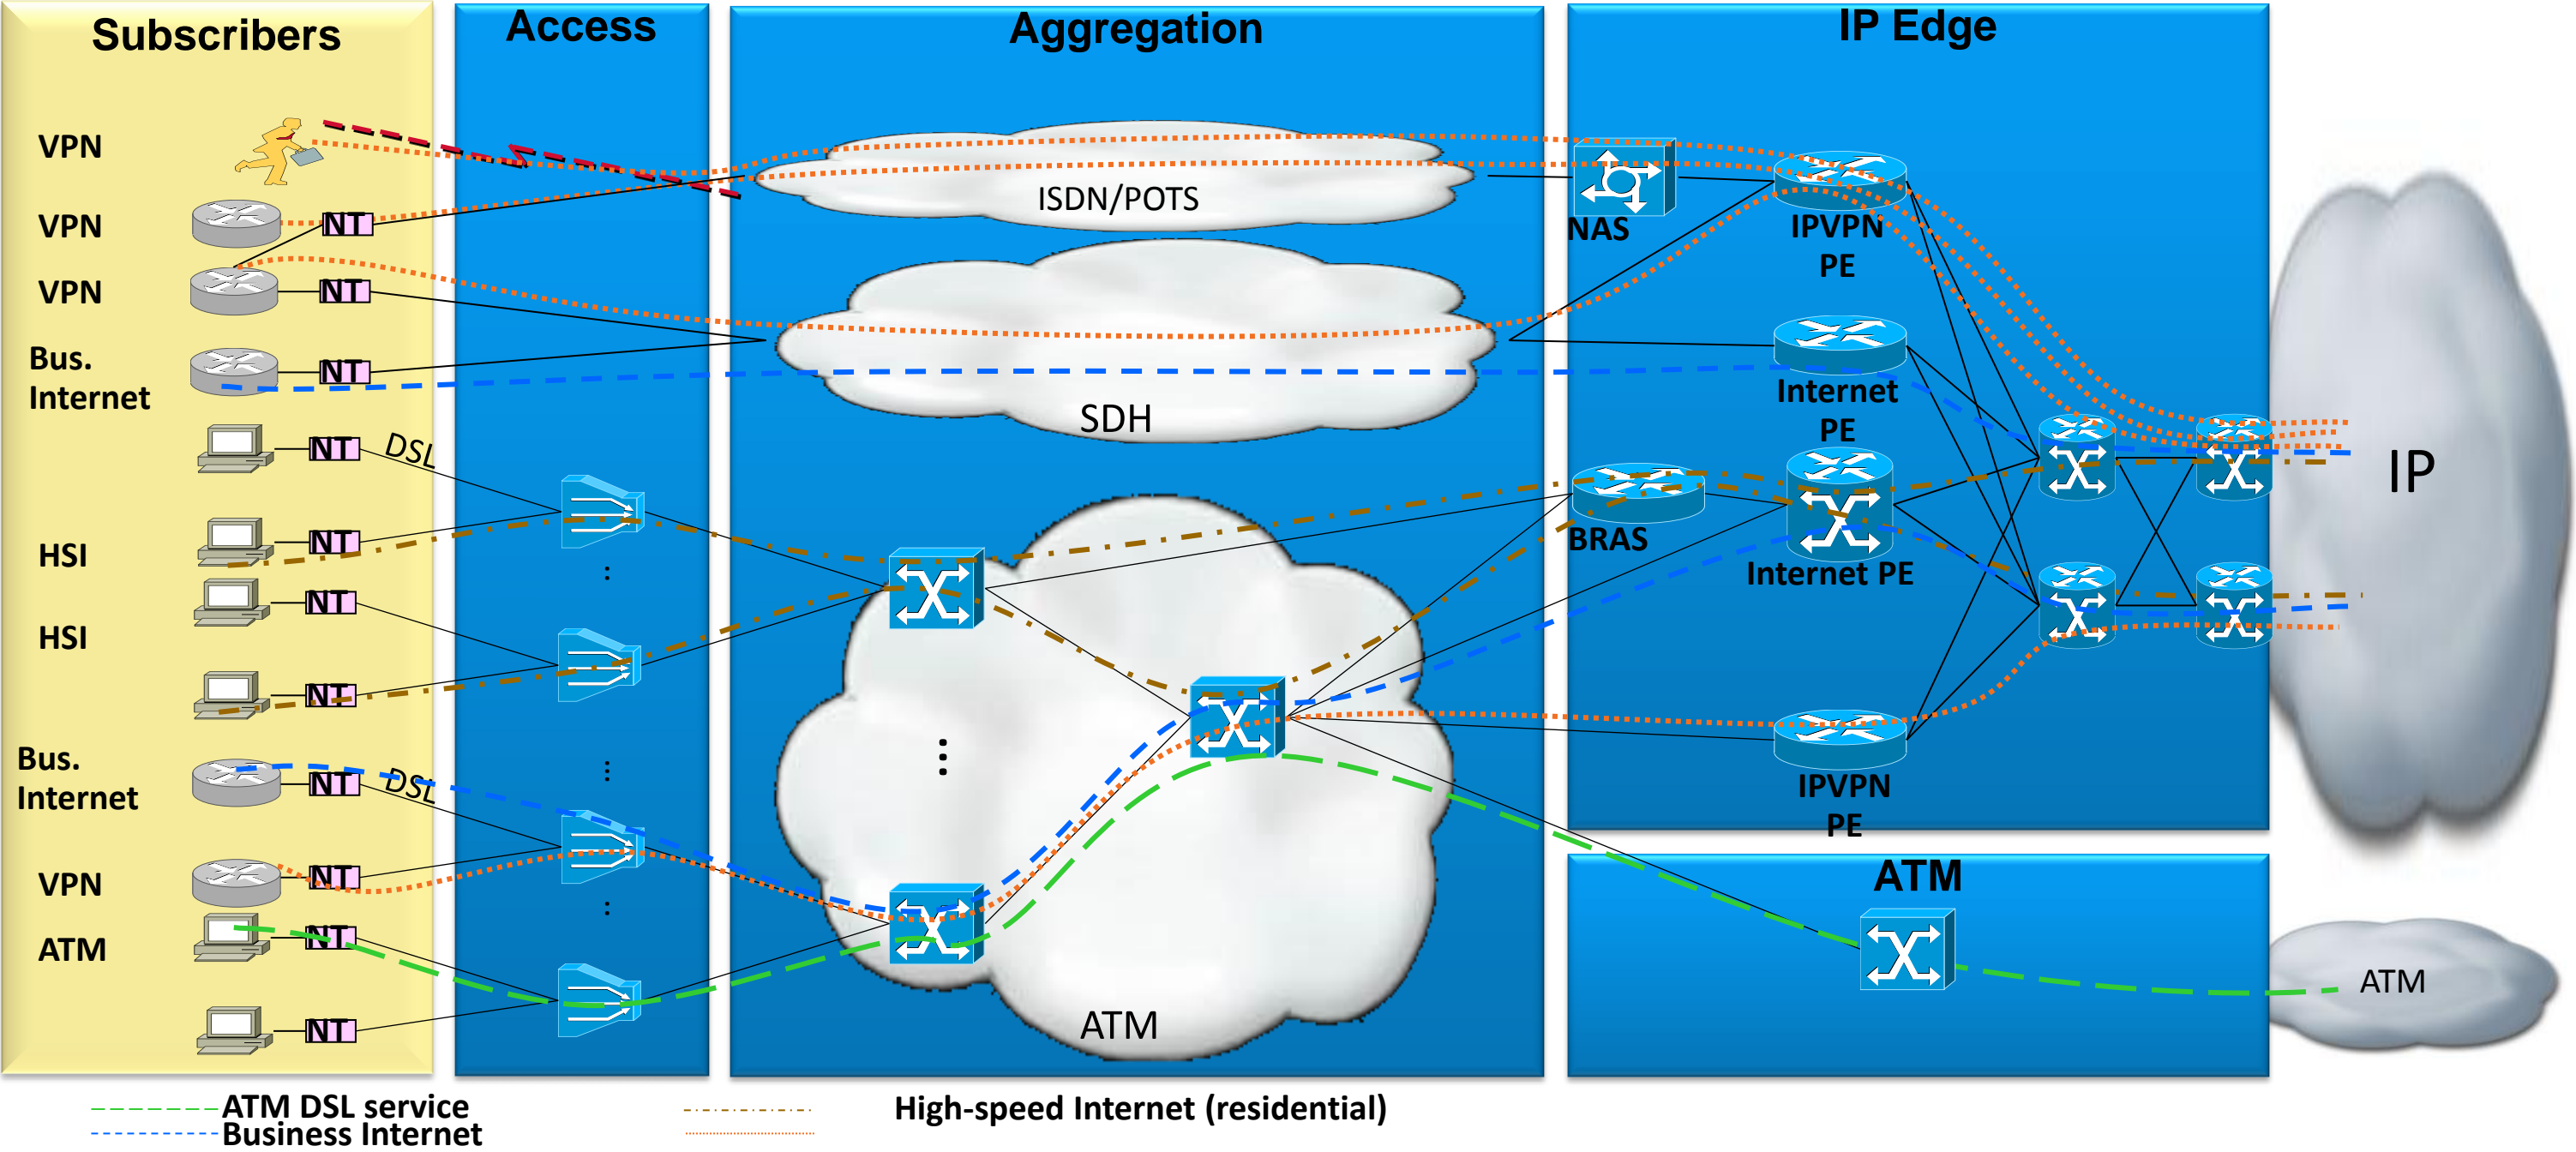 Subscribers
Access
Aggregation
IP Edge
VPN
ISDN/POTS
NAS
IPVPN
PE
VPN
NT
VPN
NT
Bus.
Internet
NT
SDH
Internet
PE
NT
DSL
IP
HSI
NT
BRAS
Internet PE
NT
HSI
NT
Bus.
Internet
NT
DSL
IPVPN
PE
VPN
NT
ATM
ATM
NT
ATM
NT
ATM
ATM DSL service
High-speed Internet (residential)
Business Internet